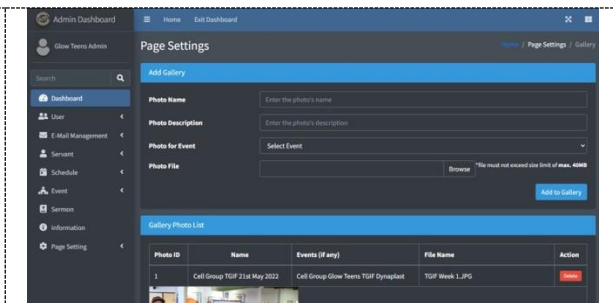 Admin Dashboard
Home Exit Dashboard
Glow Teens Admin
Search
Dashboard
User
E-Mail Management
Servant
Schedule
Event
Sermon
Information
Page Setting
Page Settings
Home / Page Settings / Gallery
Add Gallery
Photo Name Enter the photo's name
Photo Description Enter the photo's description
Photo for Event Select Event
Photo File Browse *file must not exceed size limit of max. 40MB
Add to Gallery
Gallery Photo List
Photo ID Name Events (if any) File Name Action
1 Cell Group TGIF 21st May 2022 Cell Group Glow Teens TGIF Dynaplast TGIF Week 1.JPG Delete